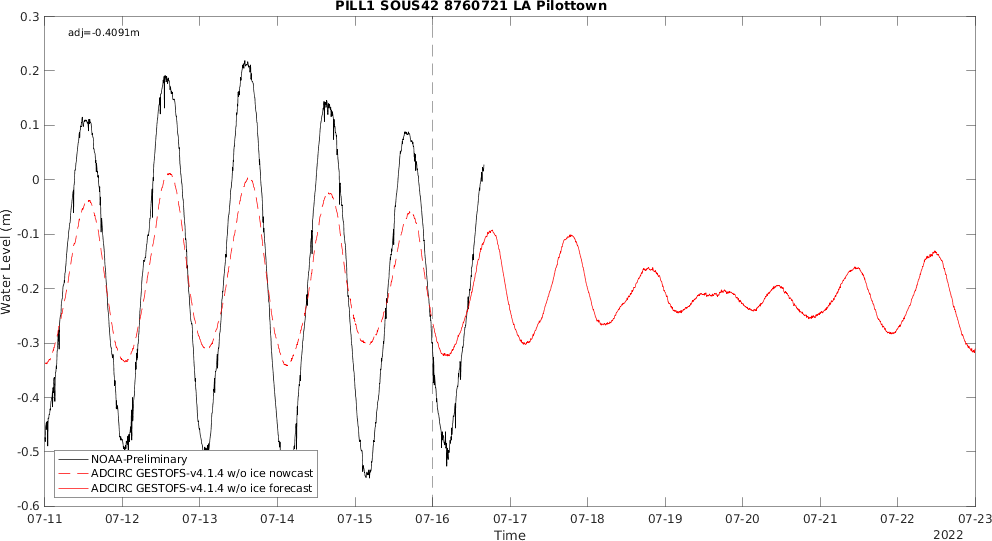 PILL1 SOUS42 8760721 LA Pilottown
adj=-0.4091m
0.3
0.2
0.1
0
-0.1
-0.2
-0.3
-0.4
-0.5
-0.6
Water Level (m)
NOAA-Preliminary
ADCIRC GESTOFS-v4.1.4 w/o ice nowcast
ADCIRC GESTOFS-v4.1.4 w/o ice forecast
07-11 07-12 07-13 07-14 07-15 07-16 07-17 07-18 07-19 07-20 07-21 07-22 07-23
Time
2022